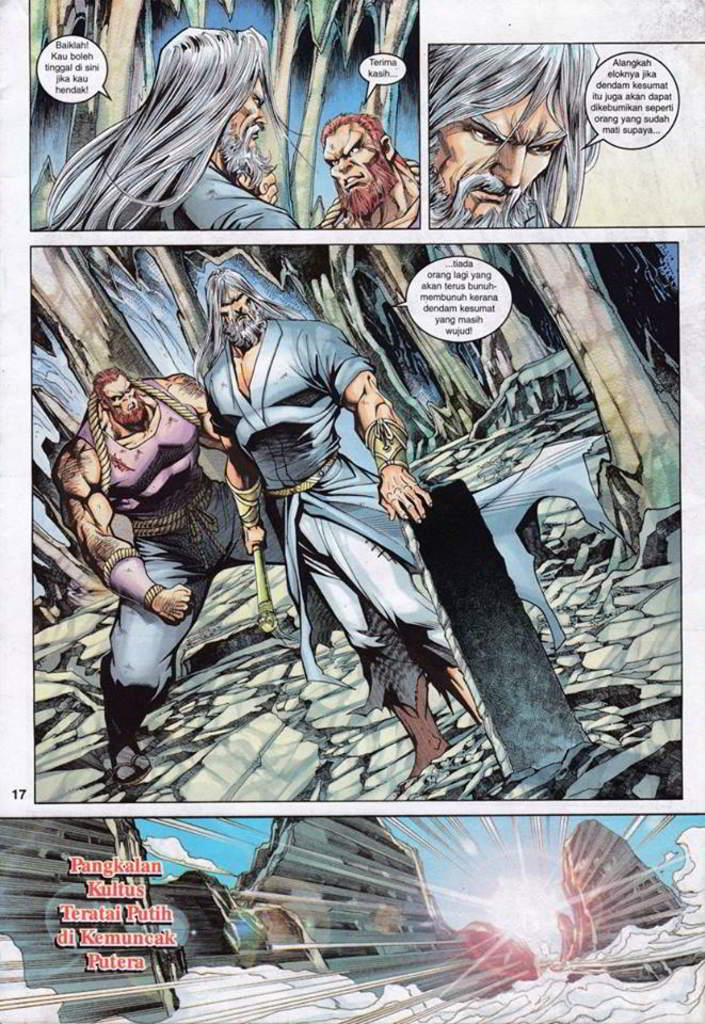 Baiklah!
Kau boleh
tinggal di sini
jika kau
hendak!
Terima
kasih...
Alangkah
eloknya jika
dendam kesumat
itu juga akan dapat
dikebumikan seperti
orang yang sudah
mati supaya...
...tiada
orang lagi yang
akan terus bunuh-
membunuh kerana
dendam kesumat
yang masih
wujud!
17
Pangkalan
Kultus
Teratai Putih
di Kemuncak
Putera